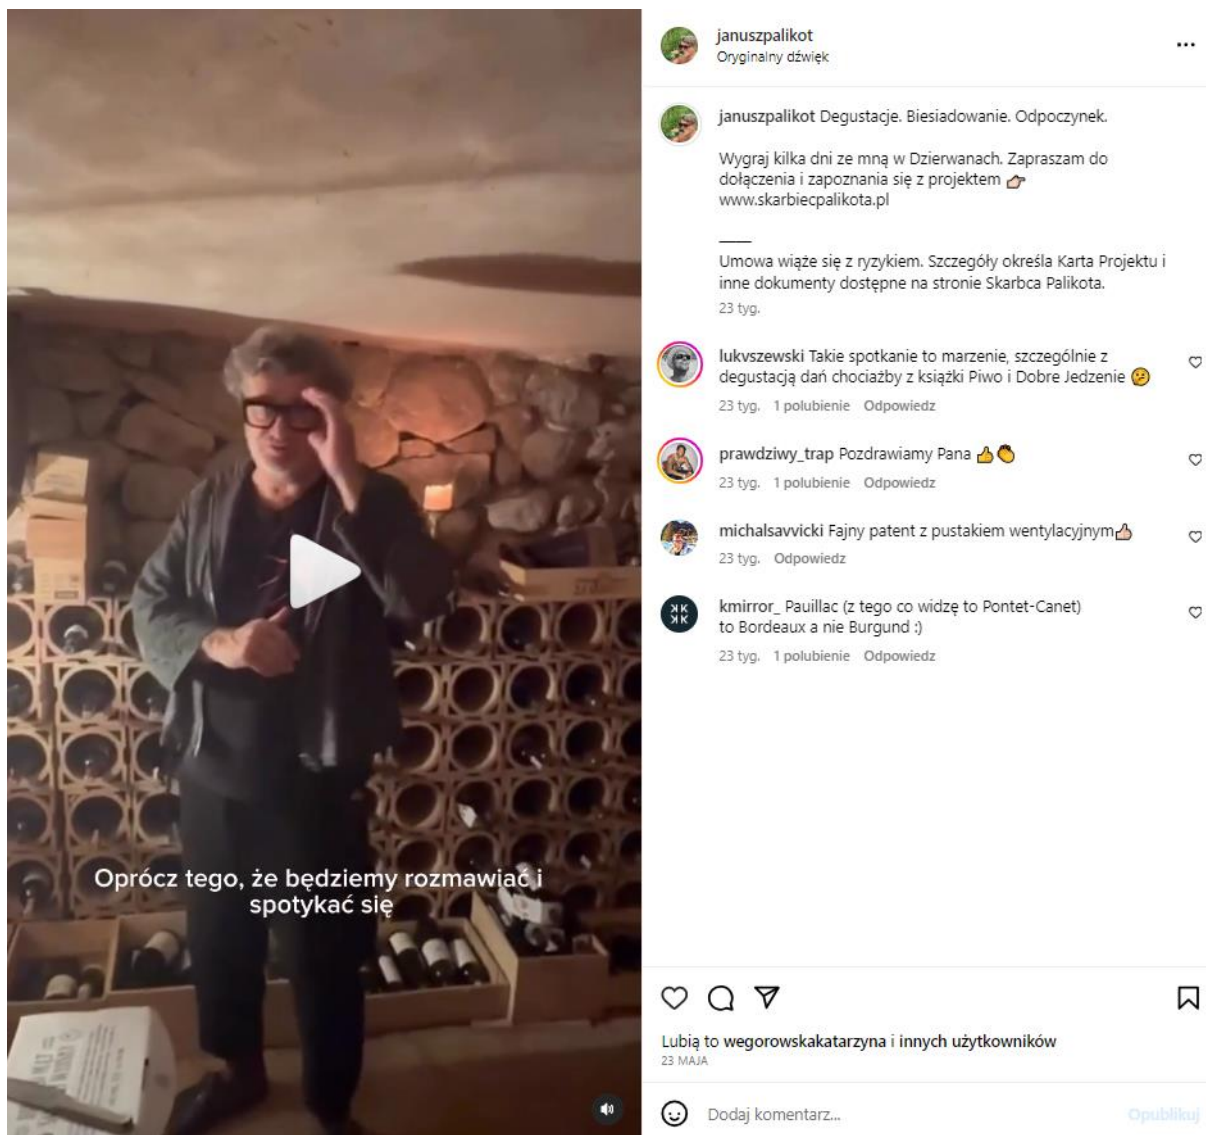 Oprócz tego, że będziemy rozmawiać i
spotykać się
januszpalikot
Oryginalny dźwięk
januszpalikot Degustacje. Biesiadowanie. Odpoczynek.
Wygraj kilka dni ze mną w Dzierwanach. Zapraszam do
dołączenia i zapoznania się z projektem 👉
www.skarbiecpalikota.pl
____
Umowa wiąże się z ryzykiem. Szczegóły określa Karta Projektu i
inne dokumenty dostępne na stronie Skarbca Palikota.
23 tyg.
lukvszewski Takie spotkanie to marzenie, szczególnie z
degustacją dań chociażby z książki Piwo i Dobre Jedzenie 🫤
23 tyg. 1 polubienie Odpowiedz
prawdziwy_trap Pozdrawiamy Pana 👍👏
23 tyg. 1 polubienie Odpowiedz
michalsavvicki Fajny patent z pustakiem wentylacyjnym👍🏻
23 tyg. Odpowiedz
kmirror_ Pauillac (z tego co widzę to Pontet-Canet)
to Bordeaux a nie Burgund :)
23 tyg. 1 polubienie Odpowiedz
Lubią to wegorowskakatarzyna i innych użytkowników
23 MAJA
Dodaj komentarz...
Opublikuj